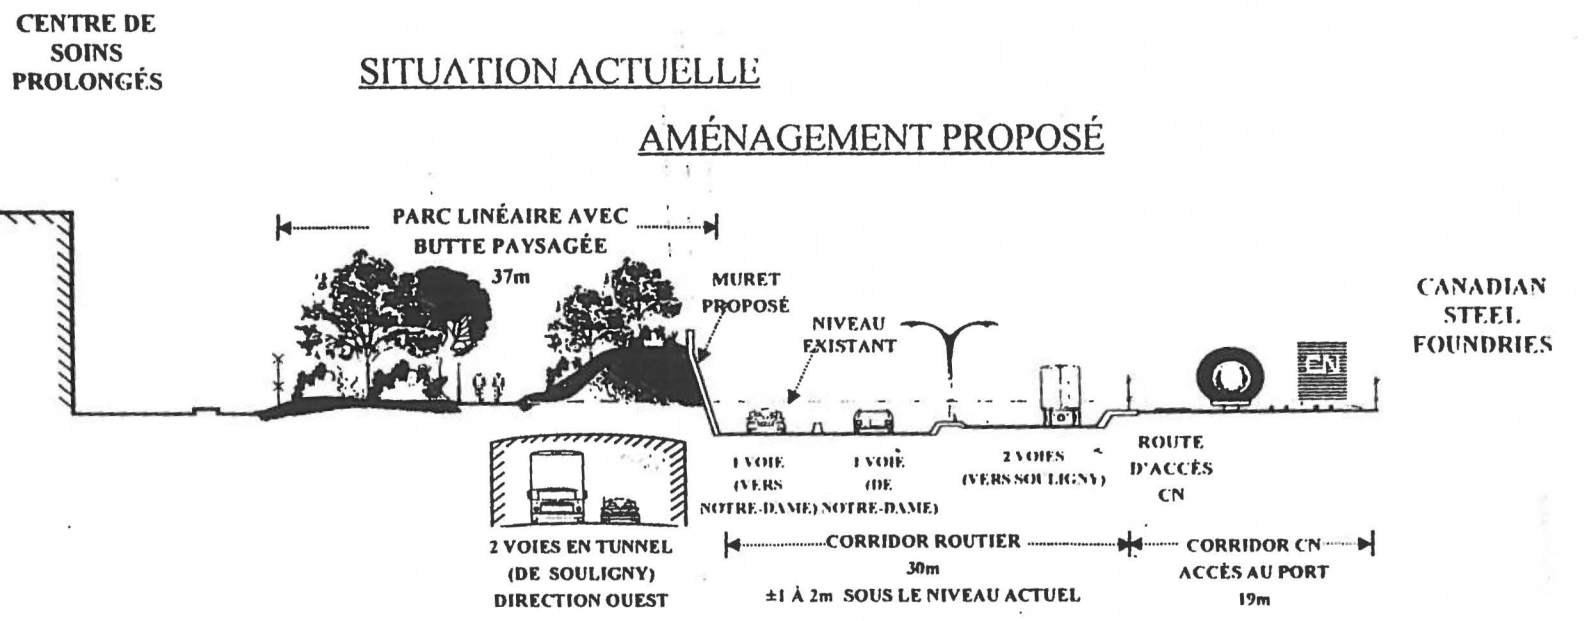 CENTRE DE
SOINS
PROLONGÉS
SITUATION ACTUELLE
AMÉNAGEMENT PROPOSÉ
PARC LINÉAIRE AVEC
BUTTE PAYSAGÉE
37m
MURET
PROPOSÉ
NIVEAU
EXISTANT
CANADIAN
STEEL
FOUNDRIES
CN
1 VOIE
(VERS
NOTRE-DAME)
1 VOIE
(DE
NOTRE-DAME)
2 VOIES
(VERS SOULIGNY)
ROUTE
D'ACCÈS
CN
2 VOIES EN TUNNEL
(DE SOULIGNY)
DIRECTION OUEST
CORRIDOR ROUTIER
30m
±1 À 2m SOUS LE NIVEAU ACTUEL
CORRIDOR CN
ACCÈS AU PORT
19m